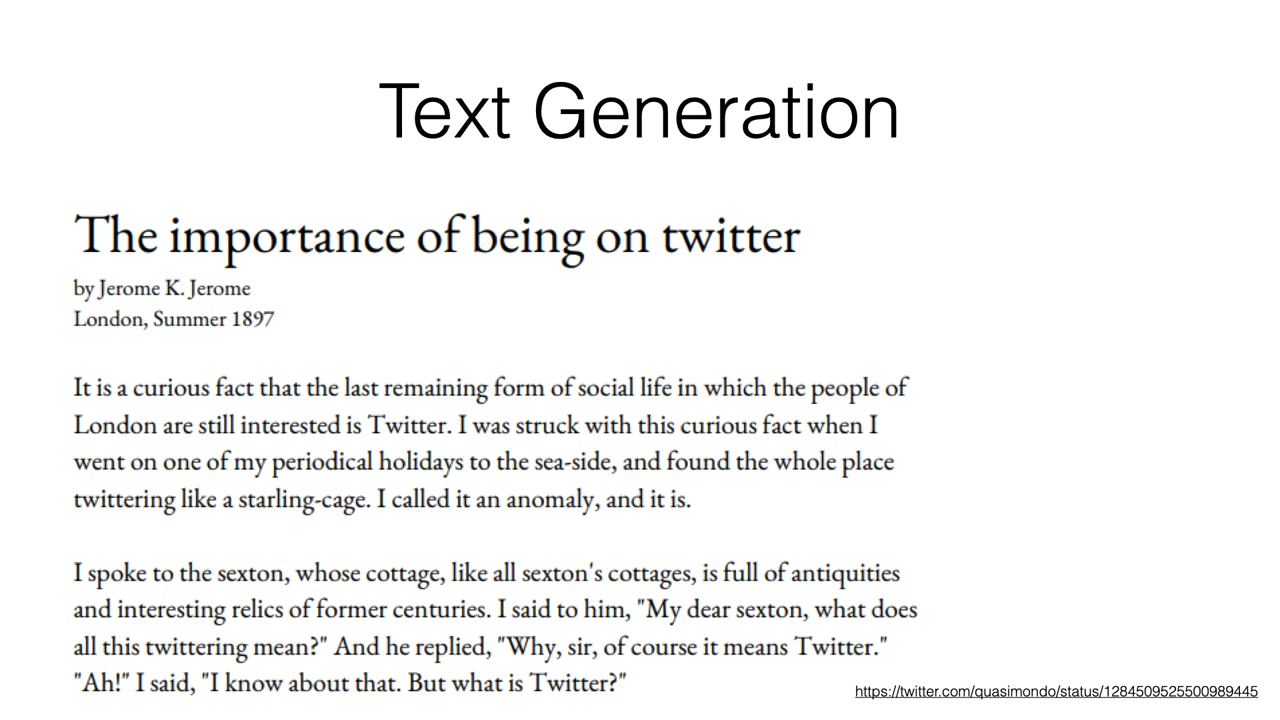 Text Generation
The importance of being on twitter
by Jerome K. Jerome
London, Summer 1897
It is a curious fact that the last remaining form of social life in which the people of
London are still interested is Twitter. I was struck with this curious fact when I
went on one of my periodical holidays to the sea-side, and found the whole place
twittering like a starling-cage. I called it an anomaly, and it is.
I spoke to the sexton, whose cottage, like all sexton's cottages, is full of antiquities
and interesting relics of former centuries. I said to him, "My dear sexton, what does
all this twittering mean?" And he replied, "Why, sir, of course it means Twitter."
"Ah!" I said, "I know about that. But what is Twitter?"
https://twitter.com/quasimondo/status/1284509525500989445